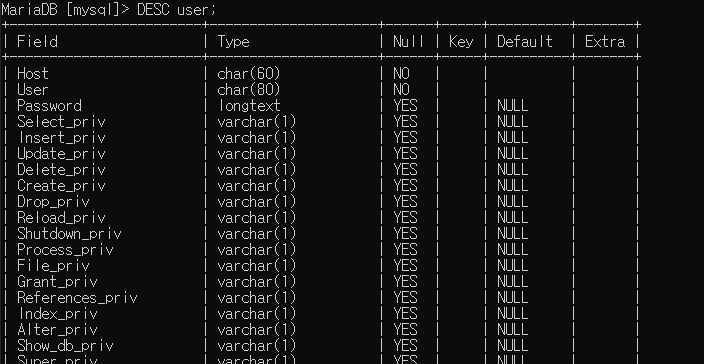 MariaDB [mysql]> DESC user;
+------------------------+---------------------+------+-----+----------+-------+
| Field | Type | Null | Key | Default | Extra |
+------------------------+---------------------+------+-----+----------+-------+
| Host | char(60) | NO | | | |
| User | char(80) | NO | | | |
| Password | longtext | YES | | NULL | |
| Select_priv | varchar(1) | YES | | NULL | |
| Insert_priv | varchar(1) | YES | | NULL | |
| Update_priv | varchar(1) | YES | | NULL | |
| Delete_priv | varchar(1) | YES | | NULL | |
| Create_priv | varchar(1) | YES | | NULL | |
| Drop_priv | varchar(1) | YES | | NULL | |
| Reload_priv | varchar(1) | YES | | NULL | |
| Shutdown_priv | varchar(1) | YES | | NULL | |
| Process_priv | varchar(1) | YES | | NULL | |
| File_priv | varchar(1) | YES | | NULL | |
| Grant_priv | varchar(1) | YES | | NULL | |
| References_priv | varchar(1) | YES | | NULL | |
| Index_priv | varchar(1) | YES | | NULL | |
| Alter_priv | varchar(1) | YES | | NULL | |
| Show_db_priv | varchar(1) | YES | | NULL | |
| Super_priv | varchar(1) | YES | | NULL | |